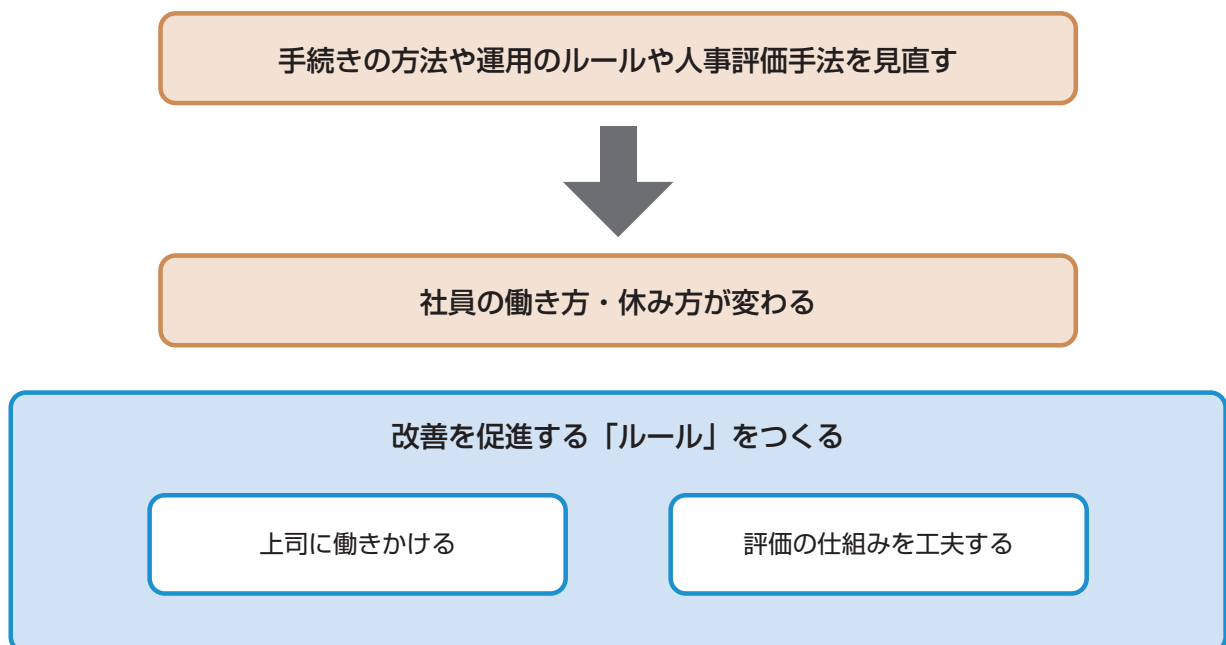 手続きの方法や運用のルールや人事評価手法を見直す
社員の働き方・休み方が変わる
改善を促進する「ルール」をつくる
上司に働きかける
評価の仕組みを工夫する